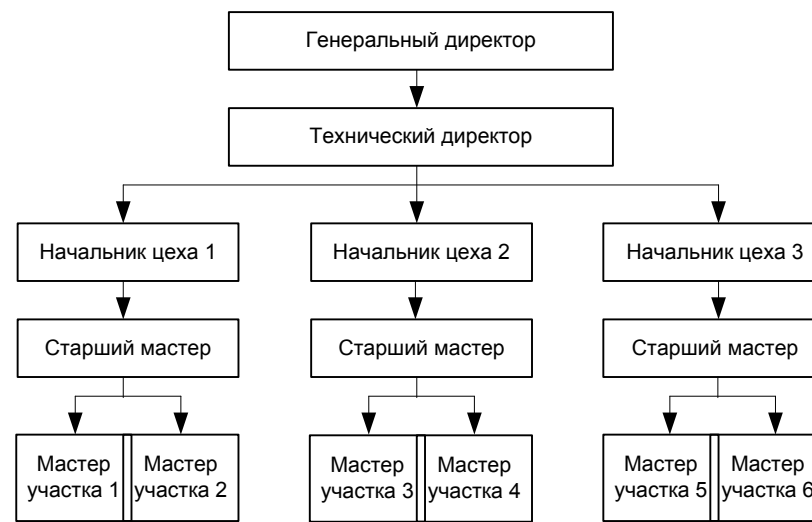 Генеральный директор
Технический директор
Начальник цеха 1
Начальник цеха 2
Начальник цеха 3
Старший мастер
Старший мастер
Старший мастер
Мастер
участка 1
Мастер
участка 2
Мастер
участка 3
Мастер
участка 4
Мастер
участка 5
Мастер
участка 6